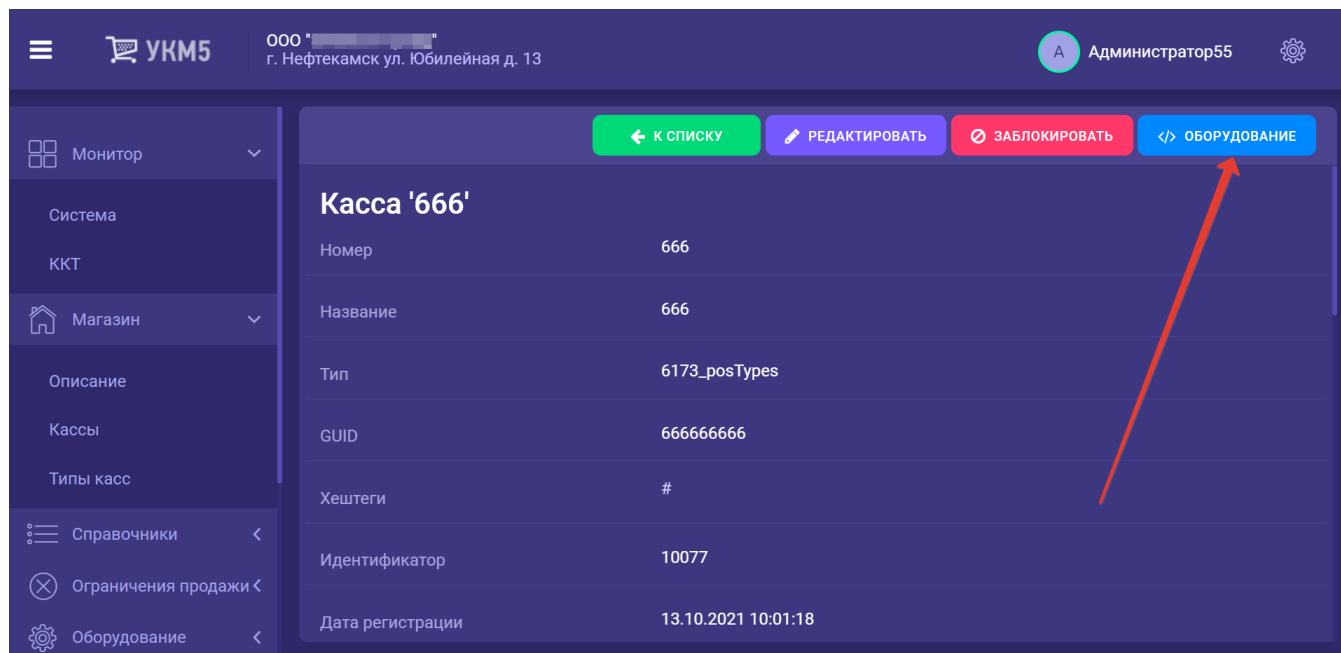 УКМ5
ООО " "
г. Нефтекамск ул. Юбилейная д. 13
А
Администратор55
Монитор
Система
ККТ
Магазин
Описание
Кассы
Типы касс
Справочники
Ограничения продажи
Оборудование
К СПИСКУ
РЕДАКТИРОВАТЬ
ЗАБЛОКИРОВАТЬ
</> ОБОРУДОВАНИЕ
Касса '666'
Номер 666
Название 666
Тип 6173_posTypes
GUID 666666666
Хештеги #
Идентификатор 10077
Дата регистрации 13.10.2021 10:01:18